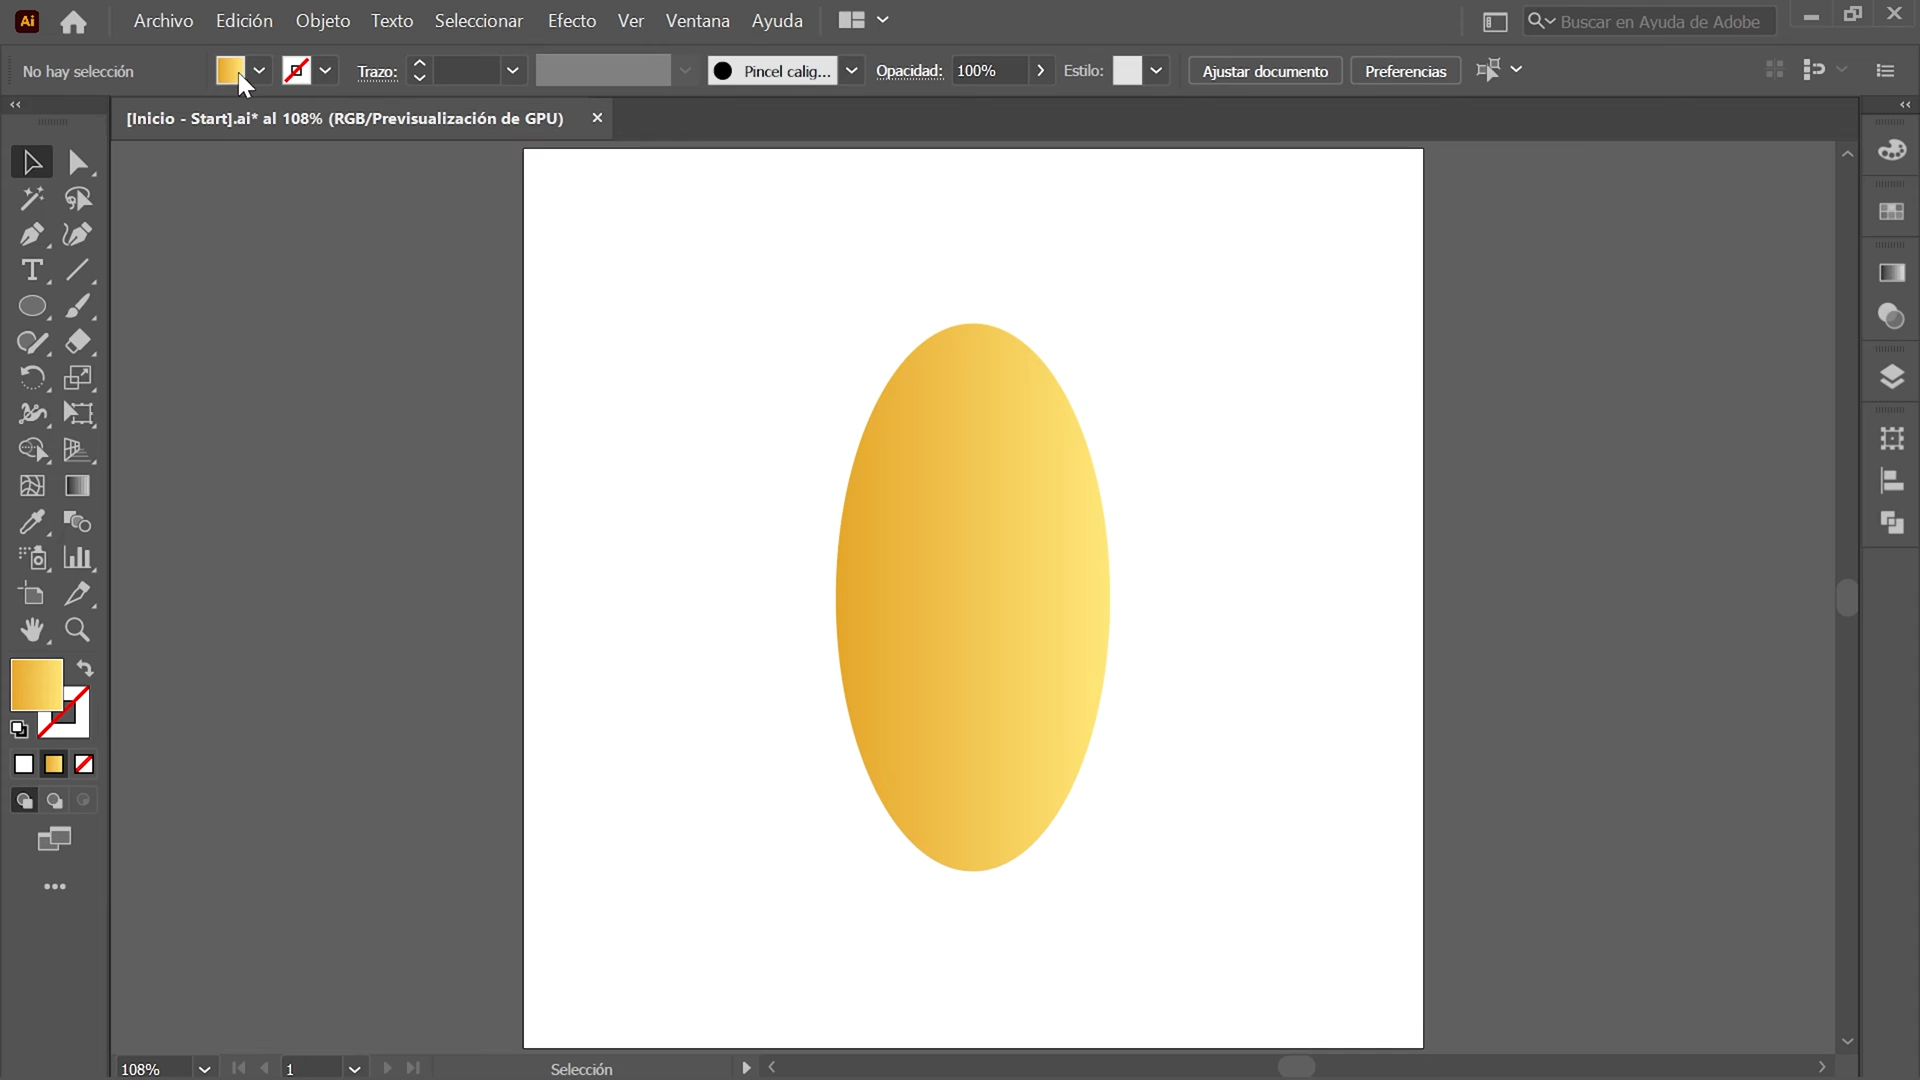 Ai
Archivo Edición Objeto Texto Seleccionar Efecto Ver Ventana Ayuda
Buscar en Ayuda de Adobe
No hay selección
Trazo:
Pincel calig...
Opacidad: 100%
Estilo:
Ajustar documento
Preferencias
[Inicio - Start].ai* al 108% (RGB/Previsualización de GPU)
108%
1
Selección